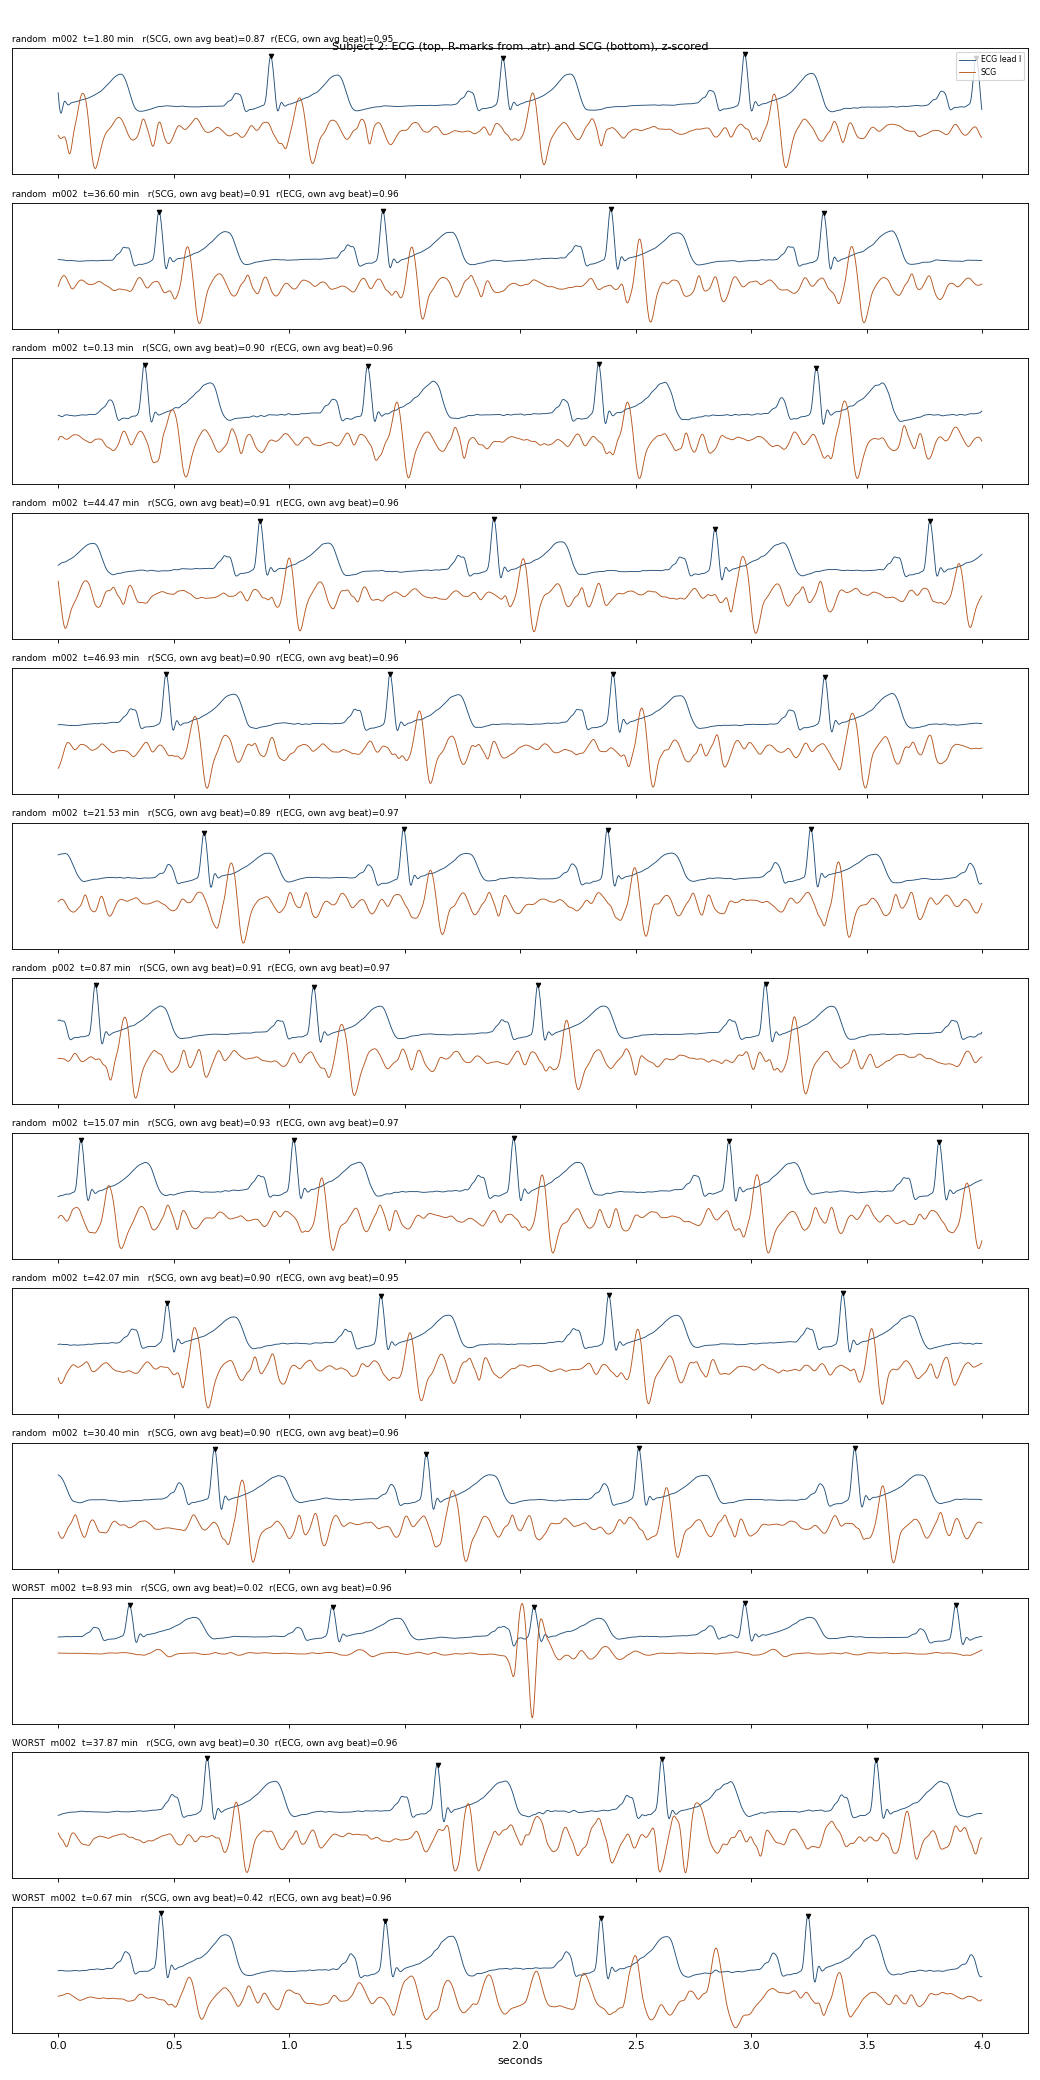 random  m002  t=1.80 min   r(SCG, own avg beat)=0.87  r(ECG, own avg beat)=0.95
Subject 2: ECG (top, R-marks from .atr) and SCG (bottom), z-scored
ECG lead I
SCG
random  m002  t=36.60 min   r(SCG, own avg beat)=0.91  r(ECG, own avg beat)=0.96
random  m002  t=0.13 min   r(SCG, own avg beat)=0.90  r(ECG, own avg beat)=0.96
random  m002  t=44.47 min   r(SCG, own avg beat)=0.91  r(ECG, own avg beat)=0.96
random  m002  t=46.93 min   r(SCG, own avg beat)=0.90  r(ECG, own avg beat)=0.96
random  m002  t=21.53 min   r(SCG, own avg beat)=0.89  r(ECG, own avg beat)=0.97
random  p002  t=0.87 min   r(SCG, own avg beat)=0.91  r(ECG, own avg beat)=0.97
random  m002  t=15.07 min   r(SCG, own avg beat)=0.93  r(ECG, own avg beat)=0.97
random  m002  t=42.07 min   r(SCG, own avg beat)=0.90  r(ECG, own avg beat)=0.95
random  m002  t=30.40 min   r(SCG, own avg beat)=0.90  r(ECG, own avg beat)=0.96
WORST  m002  t=8.93 min   r(SCG, own avg beat)=0.02  r(ECG, own avg beat)=0.96
WORST  m002  t=37.87 min   r(SCG, own avg beat)=0.30  r(ECG, own avg beat)=0.96
WORST  m002  t=0.67 min   r(SCG, own avg beat)=0.42  r(ECG, own avg beat)=0.96
0.0 0.5 1.0 1.5 2.0 2.5 3.0 3.5 4.0
seconds